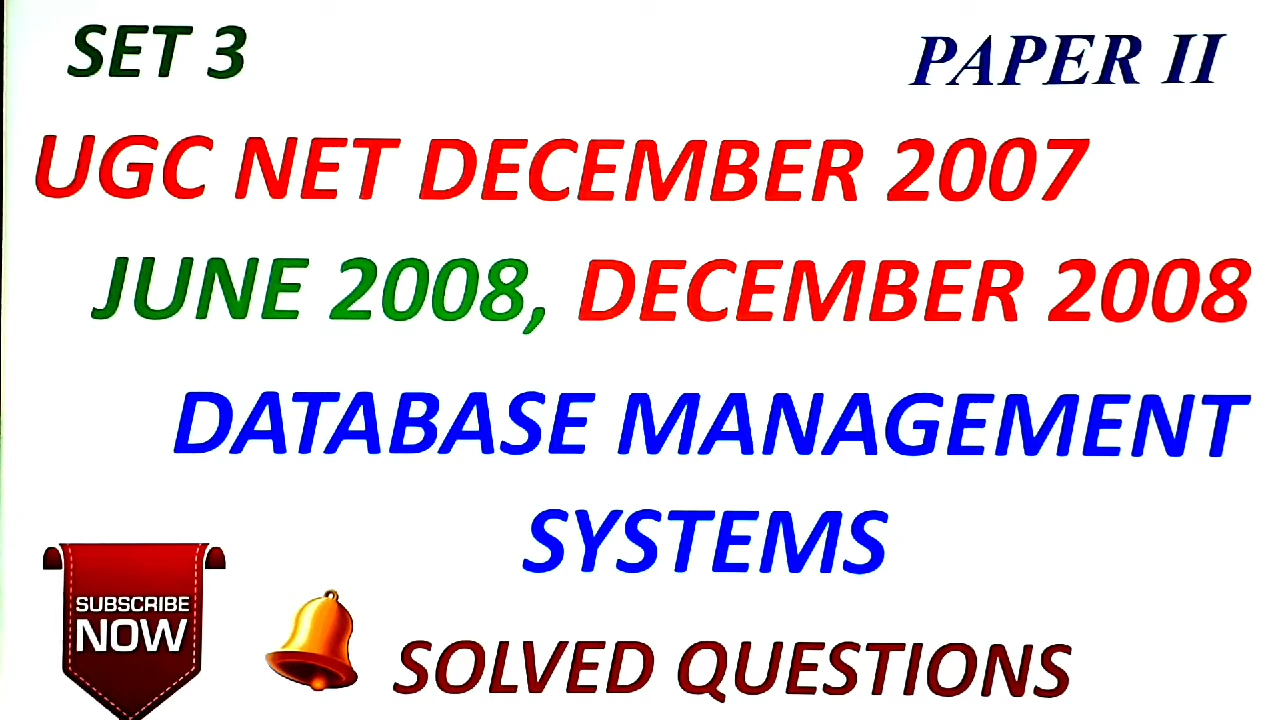 SET 3
PAPER II
UGC NET DECEMBER 2007
JUNE 2008, DECEMBER 2008
DATABASE MANAGEMENT
SYSTEMS
SUBSCRIBE
NOW
SOLVED QUESTIONS